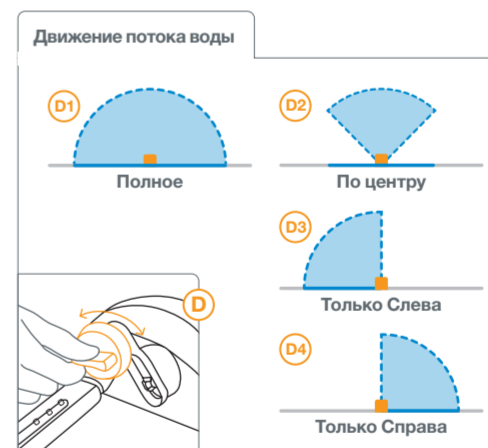 Движение потока воды
D1
Полное
D2
По центру
D3
Только Слева
D
D4
Только Справа